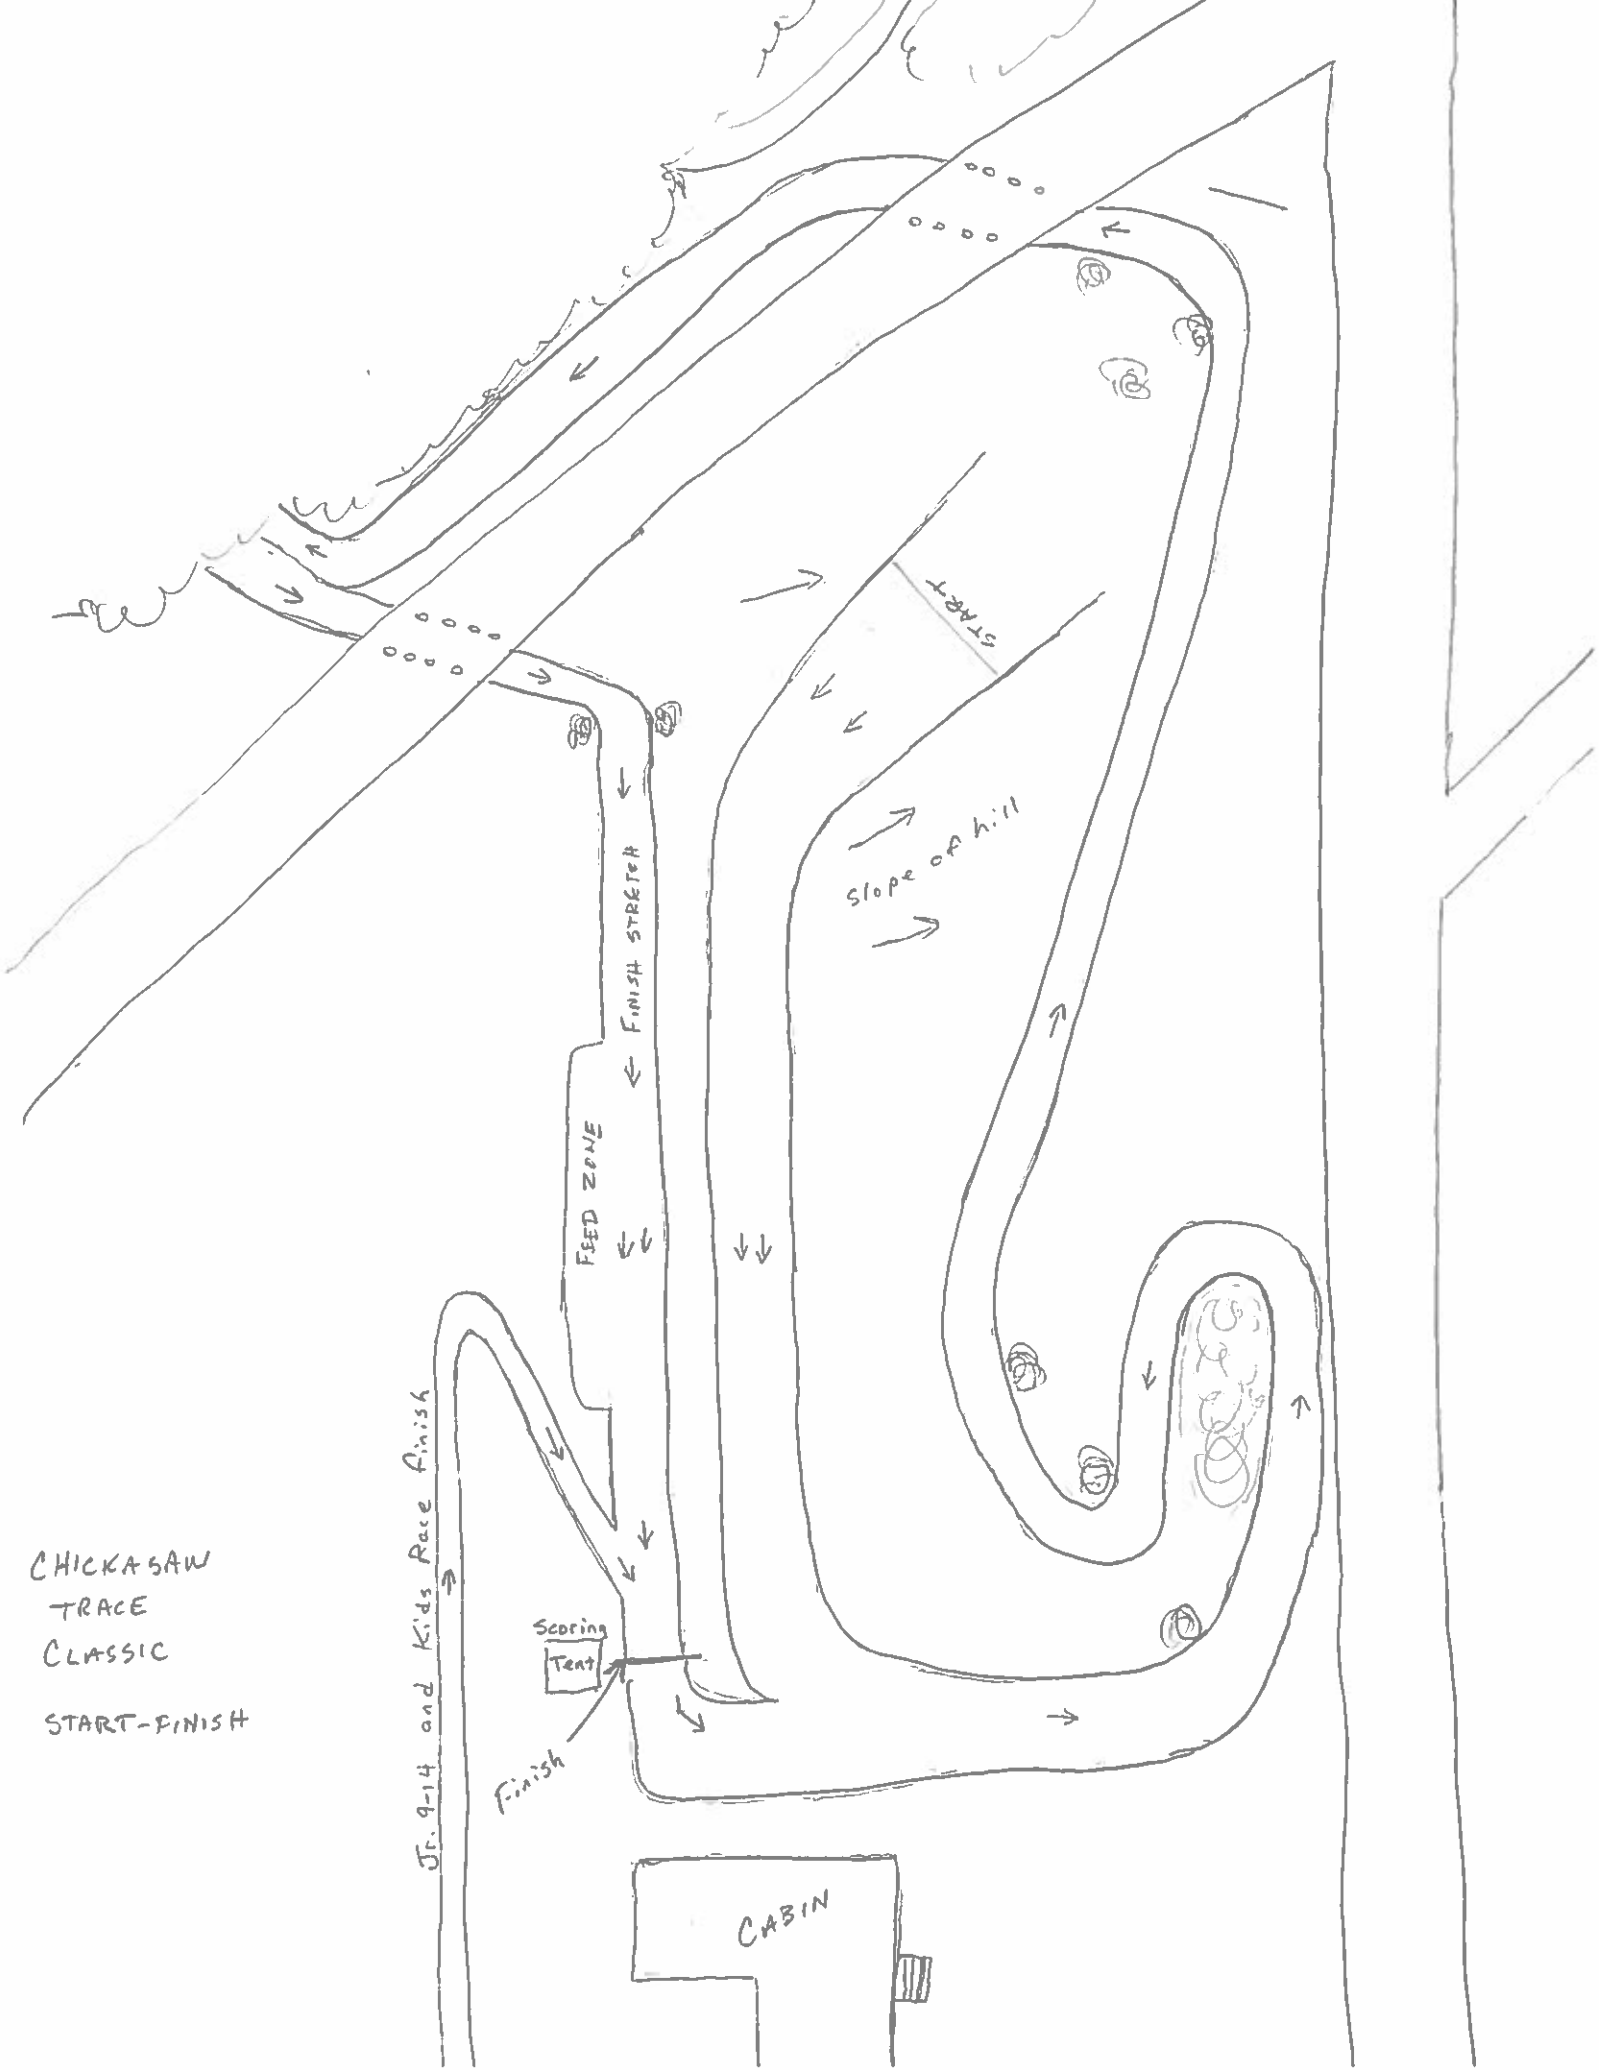 START
slope of hill
FINISH STRETCH
FEED ZONE
Jr. 9-14 and Kids Race finish
CHICKASAW
TRACE
CLASSIC
START-FINISH
Scoring
Tent
Finish
CABIN